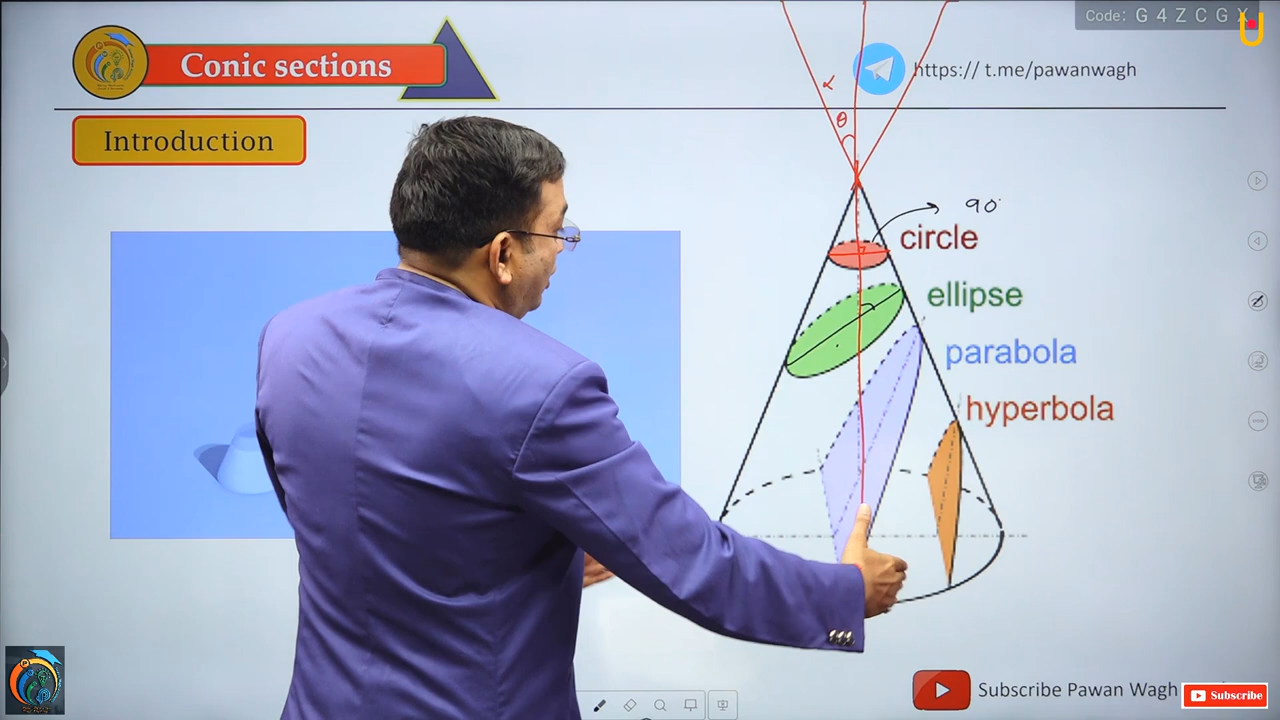 Code: G 4 Z C G X
Conic sections
https:// t.me/pawanwagh
Introduction
α
θ
90°
circle
ellipse
parabola
hyperbola
Subscribe Pawan Wagh
Subscribe